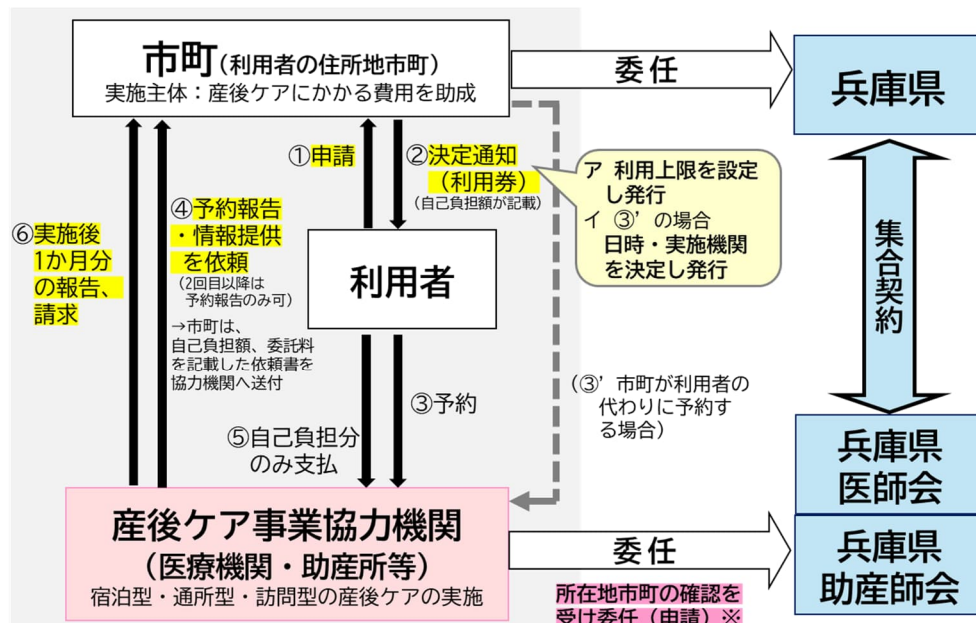 市町(利用者の住所地市町)
実施主体：産後ケアにかかる費用を助成
委任
兵庫県
①申請
②決定通知
（利用券）
(自己負担額が記載)
ア 利用上限を設定
し発行
イ ③’の場合
日時・実施機関
を決定し発行
⑥実施後
1か月分
の報告、
請求
④予約報告
・情報提供
を依頼
(2回目以降は
予約報告のみ可)
→市町は、
自己負担額、委託料
を記載した依頼書を
協力機関へ送付
利用者
集合契約
③予約
⑤自己負担分
のみ支払
(③’市町が利用者の
代わりに予約す
る場合)
産後ケア事業協力機関
（医療機関・助産所等）
宿泊型・通所型・訪問型の産後ケアの実施
委任
所在地市町の確認を
受け委任（申請）※
兵庫県
医師会
兵庫県
助産師会